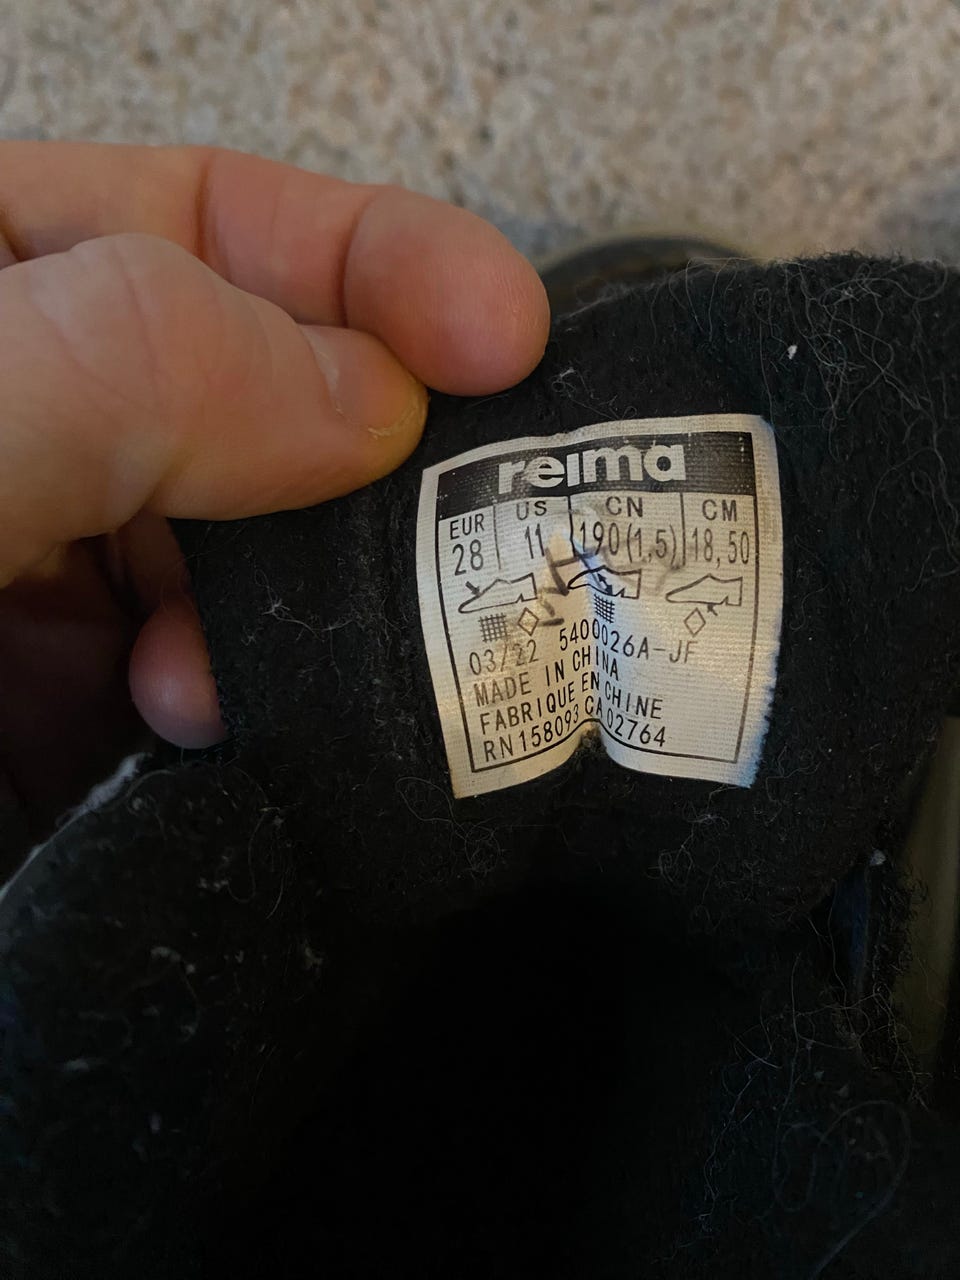 reima
EUR US CN CM
28 11 190(1,5) 18,50
03/22 5400026A-JF
MADE IN CHINA
FABRIQUE EN CHINE
RN158093 CA02764